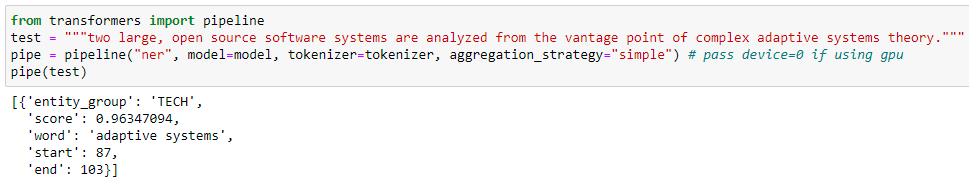 from transformers import pipeline
test = """two large, open source software systems are analyzed from the vantage point of complex adaptive systems theory."""
pipe = pipeline("ner", model=model, tokenizer=tokenizer, aggregation_strategy="simple") # pass device=0 if using gpu
pipe(test)
[{'entity_group': 'TECH',
'score': 0.96347094,
'word': 'adaptive systems',
'start': 87,
'end': 103}]